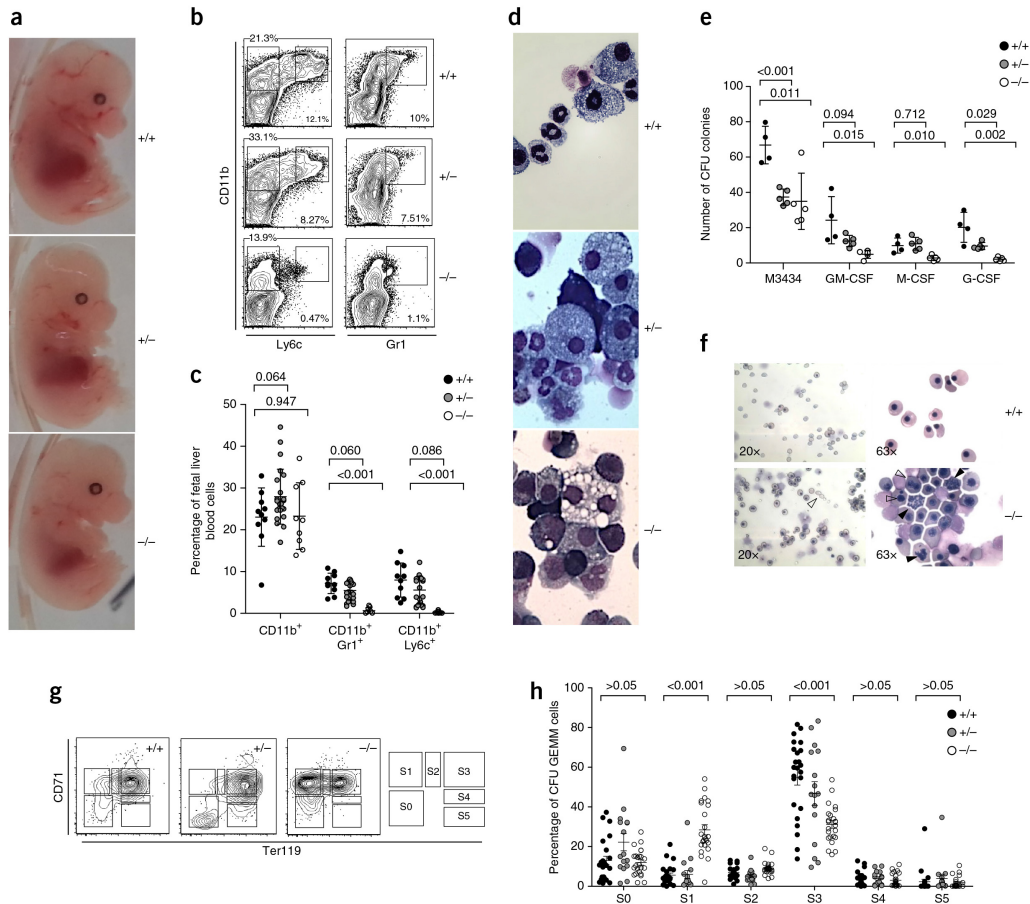 a
+/+
+/−
−/−
b
21.3%
12.1%
10%
+/+
33.1%
8.27%
7.51%
+/−
13.9%
0.47%
1.1%
−/−
CD11b
Ly6c
Gr1
c
+/+
+/−
−/−
0.064
0.947
0.060
<0.001
0.086
<0.001
50
40
30
20
10
0
Percentage of fetal liver
blood cells
CD11b+
CD11b+
Gr1+
CD11b+
Ly6c+
d
+/+
+/−
−/−
e
+/+
+/−
−/−
<0.001
0.011
0.094
0.015
0.712
0.010
0.029
0.002
100
80
60
40
20
0
Number of CFU colonies
M3434
GM-CSF
M-CSF
G-CSF
f
20×
63×
+/+
20×
63×
−/−
g
+/+
+/−
−/−
CD71
Ter119
S1
S2
S3
S0
S4
S5
h
>0.05
<0.001
>0.05
<0.001
>0.05
>0.05
+/+
+/−
−/−
100
80
60
40
20
0
Percentage of CFU GEMM cells
S0
S1
S2
S3
S4
S5